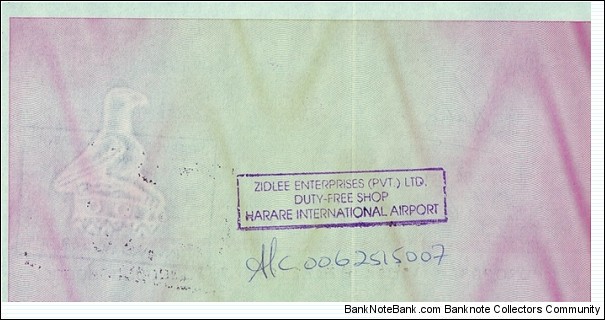 ZIDLEE ENTERPRISES (PVT.) LTD.
DUTY-FREE SHOP
HARARE INTERNATIONAL AIRPORT
A/c 0062515007
BankNoteBank.com Banknote Collectors Community